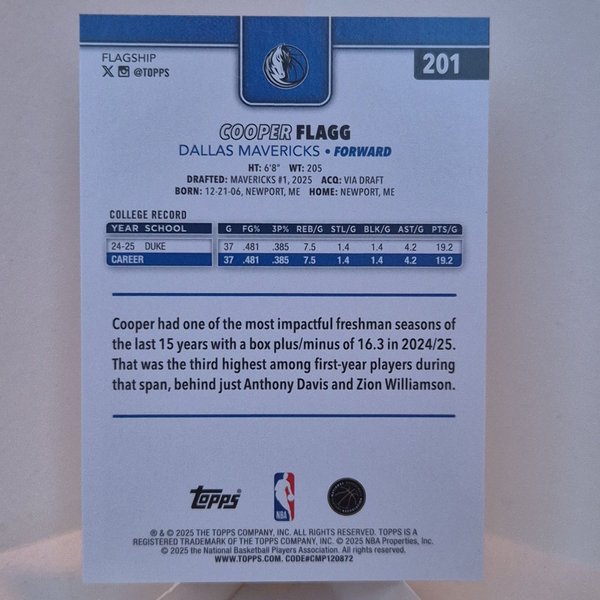 FLAGSHIP
X @TOPPS
201
COOPER FLAGG
DALLAS MAVERICKS • FORWARD
HT: 6'8" WT: 205
DRAFTED: MAVERICKS #1, 2025 ACQ: VIA DRAFT
BORN: 12-21-06, NEWPORT, ME HOME: NEWPORT, ME
COLLEGE RECORD
YEAR SCHOOL G FG% 3P% REB/G STL/G BLK/G AST/G PTS/G
24-25 DUKE 37 .481 .385 7.5 1.4 1.4 4.2 19.2
CAREER 37 .481 .385 7.5 1.4 1.4 4.2 19.2
Cooper had one of the most impactful freshman seasons of
the last 15 years with a box plus/minus of 16.3 in 2024/25.
That was the third highest among first-year players during
that span, behind just Anthony Davis and Zion Williamson.
Topps
NBA
® & © 2025 THE TOPPS COMPANY, INC. ALL RIGHTS RESERVED. TOPPS IS A
REGISTERED TRADEMARK OF THE TOPPS COMPANY, INC. © 2025 NBA Properties, Inc.
© 2025 the National Basketball Players Association. All rights reserved.
WWW.TOPPS.COM. CODE#CMP120872